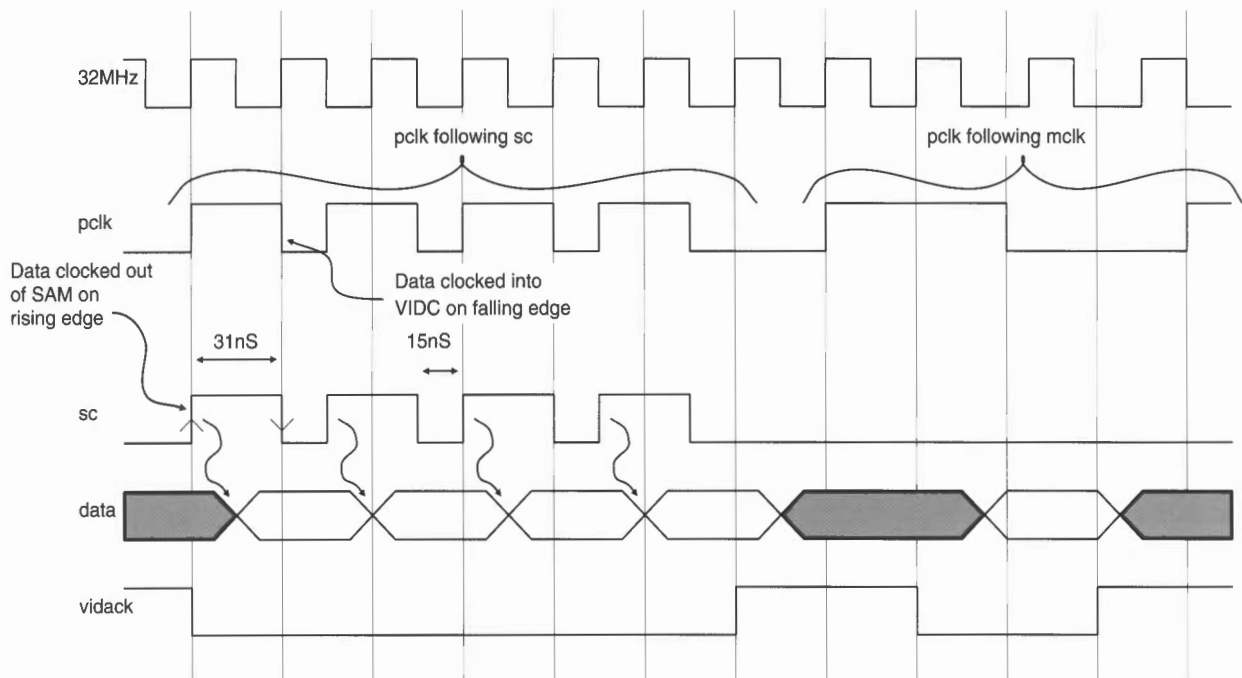 32MHz
pclk following sc
pclk following mclk
pclk
Data clocked out
of SAM on
rising edge
Data clocked into
VIDC on falling edge
31nS
15nS
sc
data
vidack